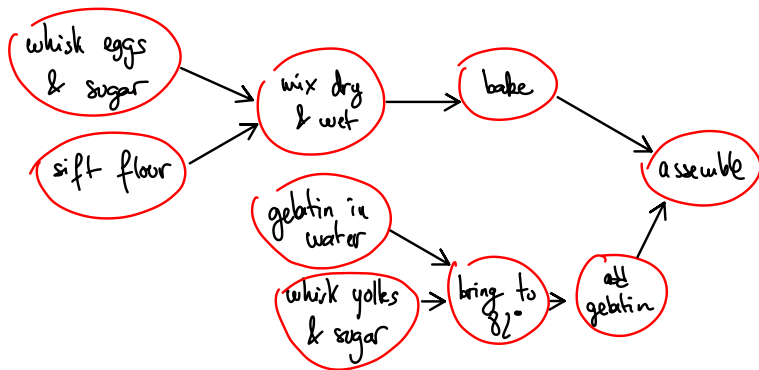 whisk eggs
& sugar
sift flour
mix dry
& wet
bake
assemble
gelatin in
water
whisk yolks
& sugar
bring to
82°
add
gelatin